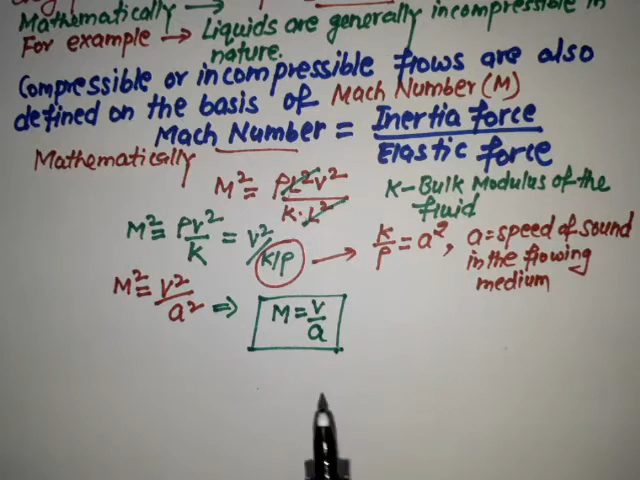 Mathematically →
For example → Liquids are generally incompressible in
nature.
Compressible or incompressible flows are also
defined on the basis of Mach Number (M)
Mach Number = Inertia force / Elastic force
Mathematically
M² = ρL²V² / K·L²
K - Bulk Modulus of the
fluid
M² = ρV² / K = V² / K/ρ → K/ρ = a², a = speed of sound
in the flowing
medium
M² = V² / a² ⇒ M = V / a